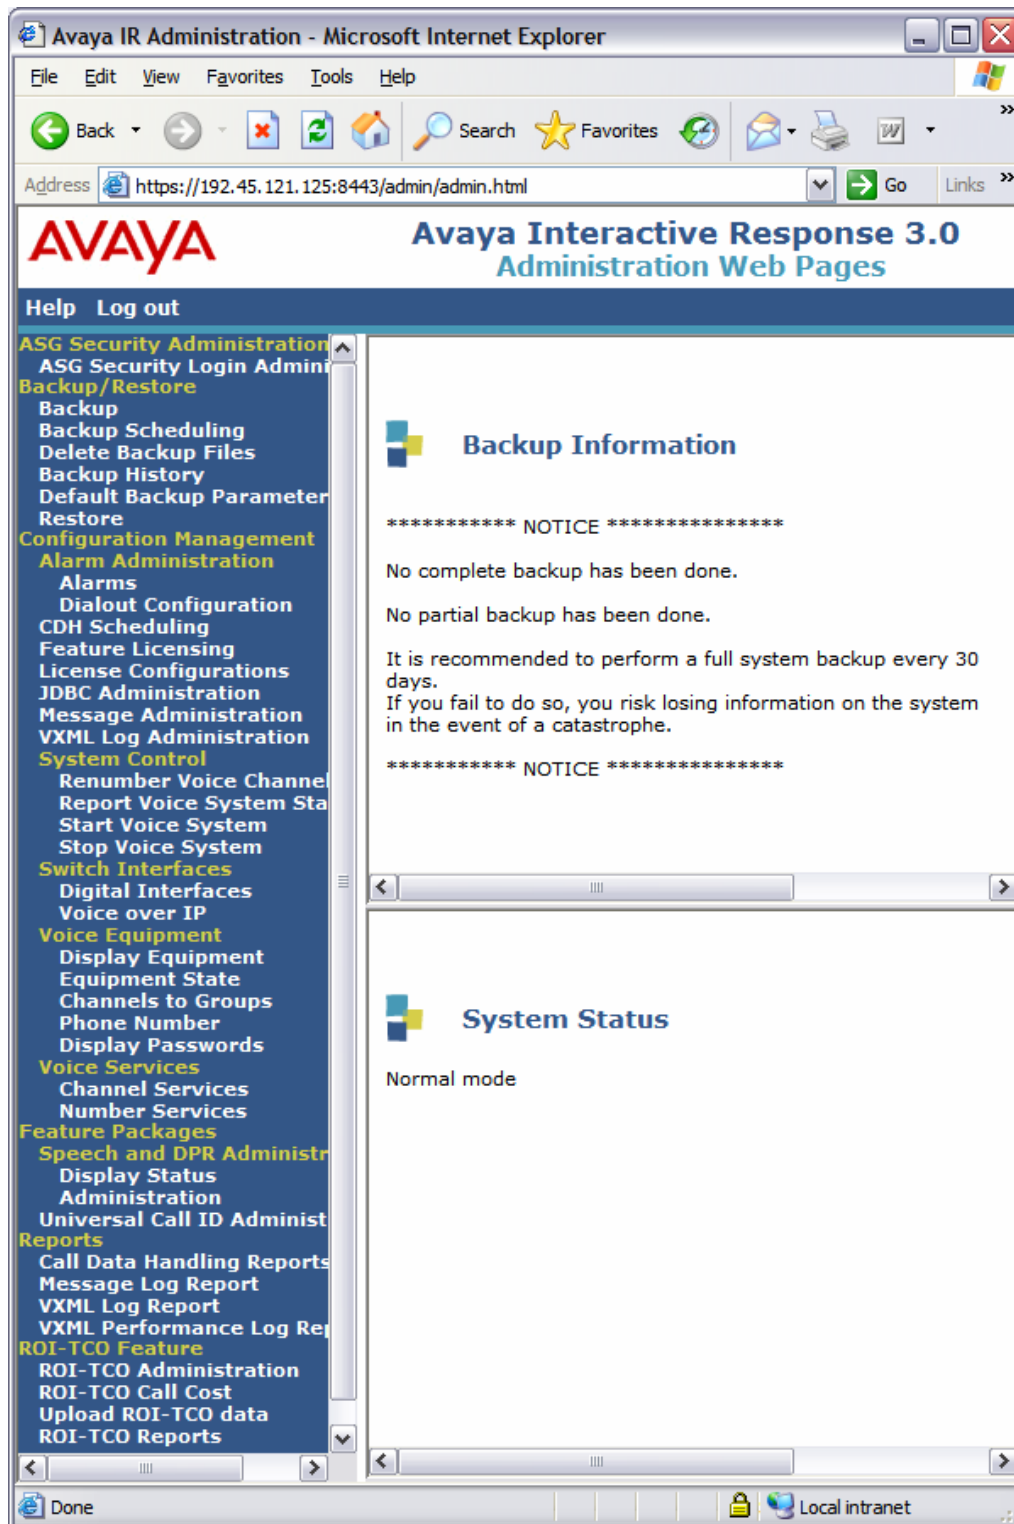 Avaya IR Administration - Microsoft Internet Explorer
File Edit View Favorites Tools Help
Back Search Favorites
Address https://192.45.121.125:8443/admin/admin.html Go Links »
AVAYA
Avaya Interactive Response 3.0
Administration Web Pages
Help Log out
ASG Security Administration
ASG Security Login Admini
Backup/Restore
Backup
Backup Scheduling
Delete Backup Files
Backup History
Default Backup Parameter
Restore
Configuration Management
Alarm Administration
Alarms
Dialout Configuration
CDH Scheduling
Feature Licensing
License Configurations
JDBC Administration
Message Administration
VXML Log Administration
System Control
Renumber Voice Channel
Report Voice System Sta
Start Voice System
Stop Voice System
Switch Interfaces
Digital Interfaces
Voice over IP
Voice Equipment
Display Equipment
Equipment State
Channels to Groups
Phone Number
Display Passwords
Voice Services
Channel Services
Number Services
Feature Packages
Speech and DPR Administr
Display Status
Administration
Universal Call ID Administ
Reports
Call Data Handling Reports
Message Log Report
VXML Log Report
VXML Performance Log Rep
ROI-TCO Feature
ROI-TCO Administration
ROI-TCO Call Cost
Upload ROI-TCO data
ROI-TCO Reports
Backup Information
*********** NOTICE ***************
No complete backup has been done.
No partial backup has been done.
It is recommended to perform a full system backup every 30
days.
If you fail to do so, you risk losing information on the system
in the event of a catastrophe.
*********** NOTICE ***************
System Status
Normal mode
Done
Local intranet